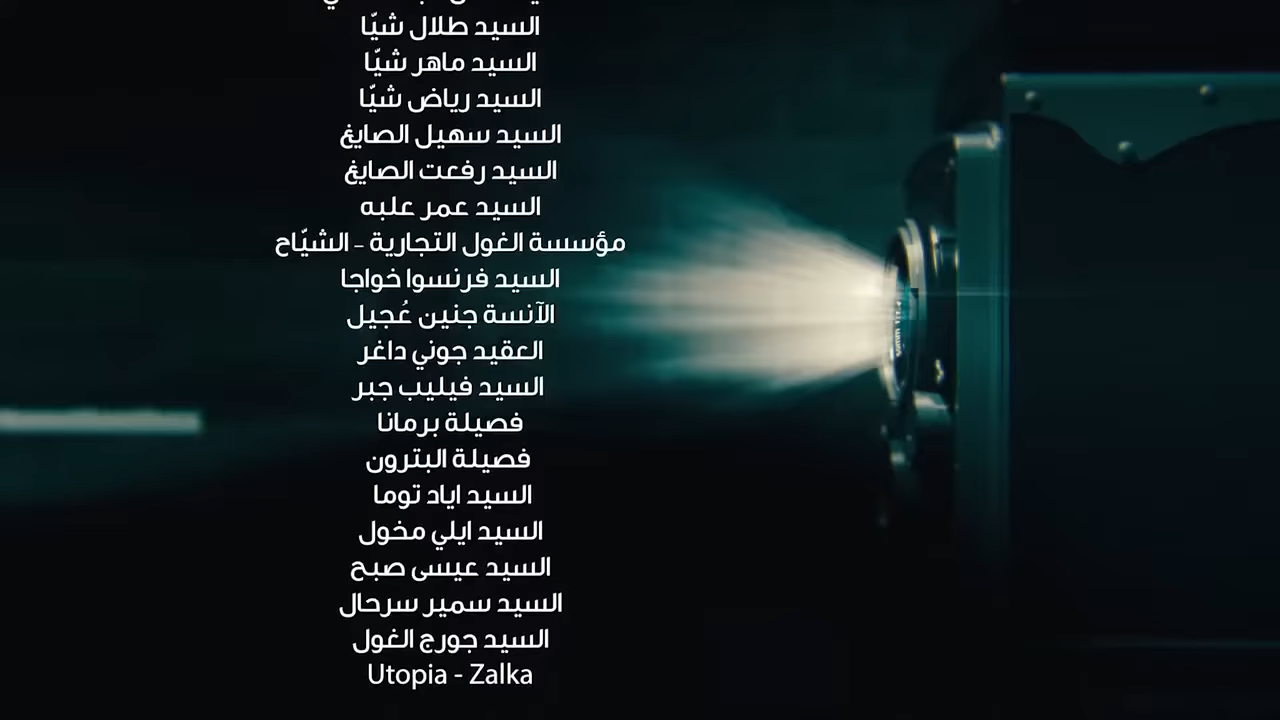 السيد طلال شيّا
السيد ماهر شيّا
السيد رياض شيّا
السيد سهيل الصايغ
السيد رفعت الصايغ
السيد عمر علبه
مؤسسة الغول التجارية - الشيّاح
السيد فرنسوا خواجا
الآنسة جنين عُجيل
العقيد جوني داغر
السيد فيليب جبر
فصيلة برمانا
فصيلة البترون
السيد اياد توما
السيد ايلي مخول
السيد عيسى صبح
السيد سمير سرحال
السيد جورج الغول
Utopia - Zalka